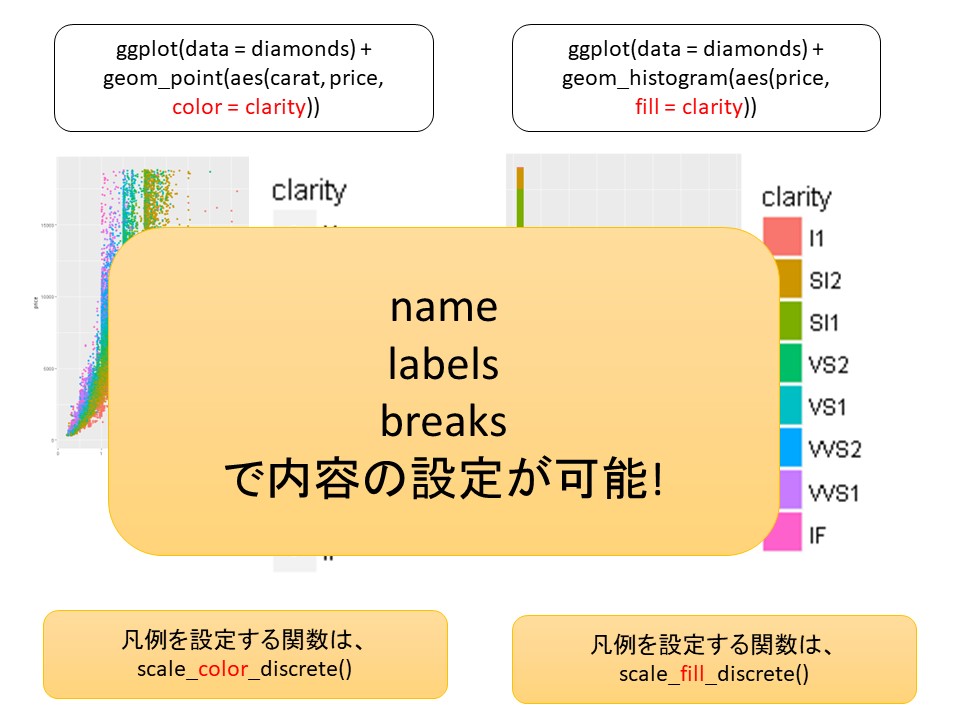 ggplot(data = diamonds) +
geom_point(aes(carat, price,
color = clarity))
ggplot(data = diamonds) +
geom_histogram(aes(price,
fill = clarity))
clarity
price
15000
10000
5000
0
0
1
clarity
I1
SI2
SI1
VS2
VS1
VVS2
VVS1
IF
name
labels
breaks
で内容の設定が可能!
凡例を設定する関数は、
scale_color_discrete()
凡例を設定する関数は、
scale_fill_discrete()